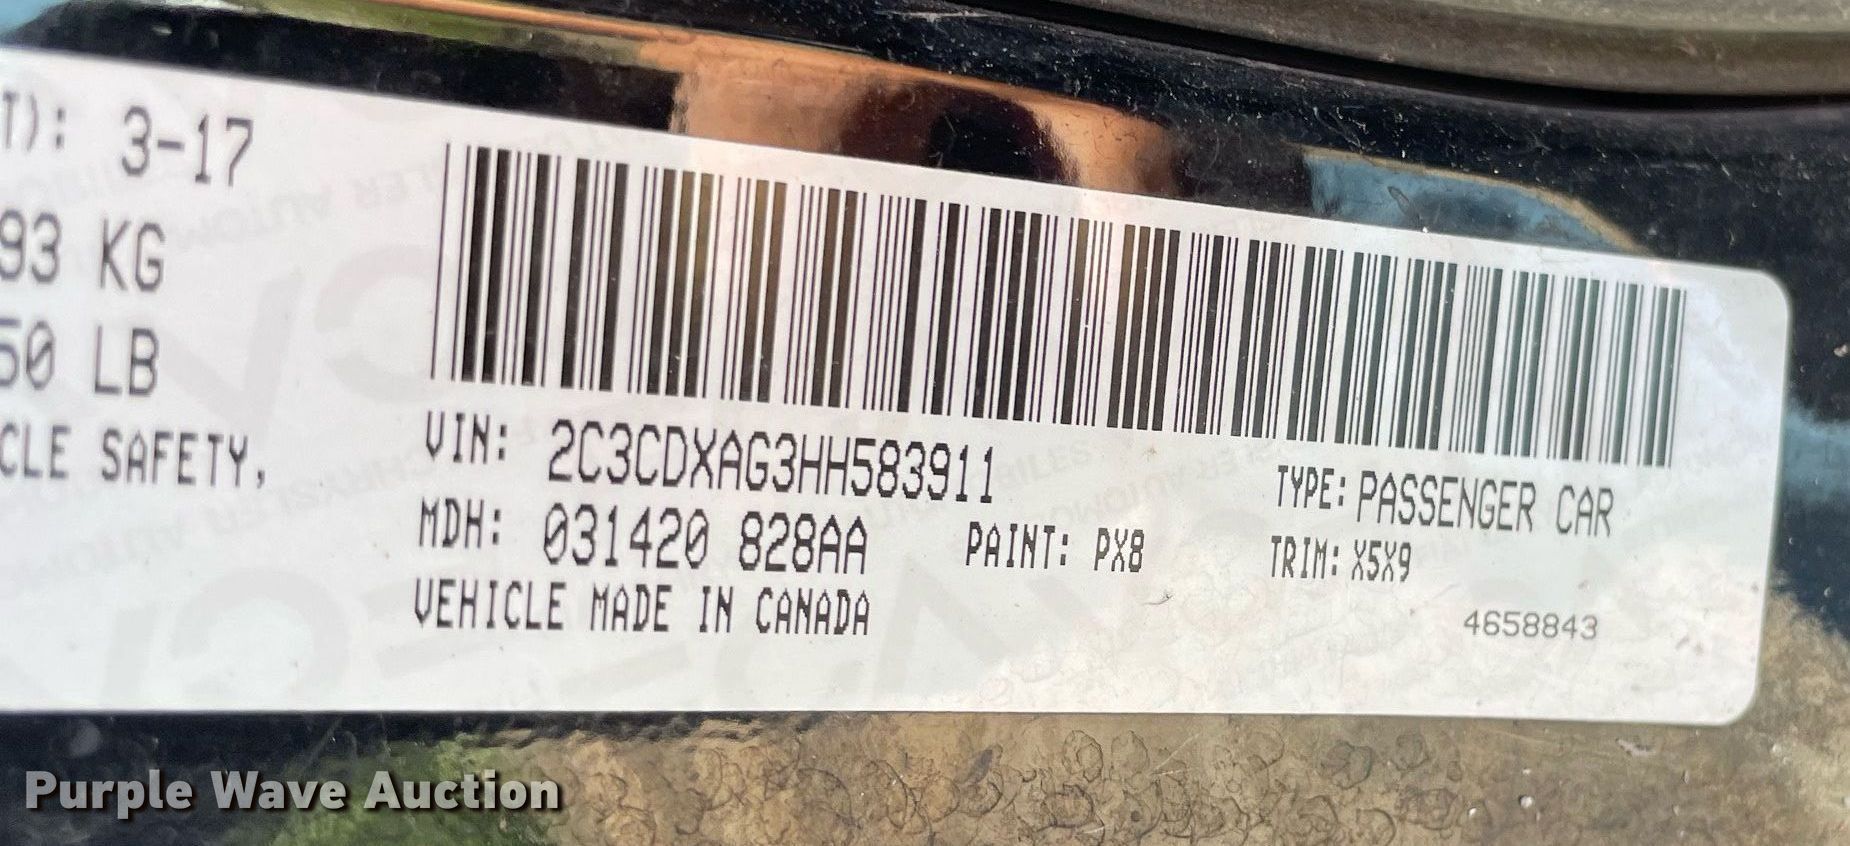 T): 3-17
93 KG
50 LB
CLE SAFETY,
VIN: 2C3CDXAG3HH583911
TYPE: PASSENGER CAR
MDH: 031420 828AA
PAINT: PX8
TRIM: X5X9
VEHICLE MADE IN CANADA
4658843
Purple Wave Auction